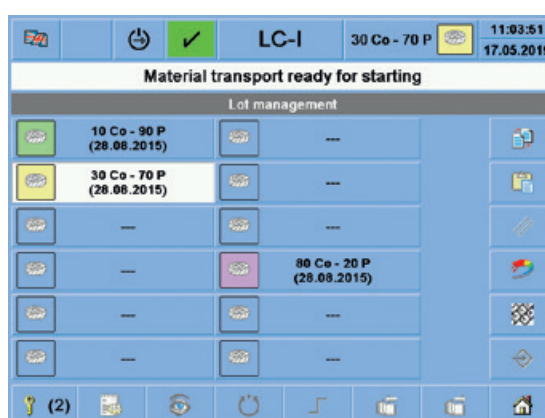 LC-I
30 Co - 70 P
11:03:51
17.05.2019
Material transport ready for starting
Lot management
10 Co - 90 P
(28.08.2015)
---
30 Co - 70 P
(28.08.2015)
---
---
---
---
80 Co - 20 P
(28.08.2015)
---
---
---
---
(2)